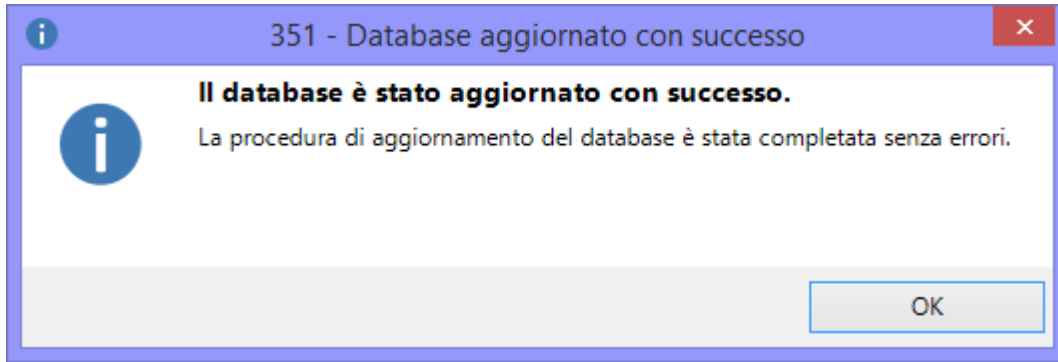 351 - Database aggiornato con successo
Il database è stato aggiornato con successo.
La procedura di aggiornamento del database è stata completata senza errori.
OK